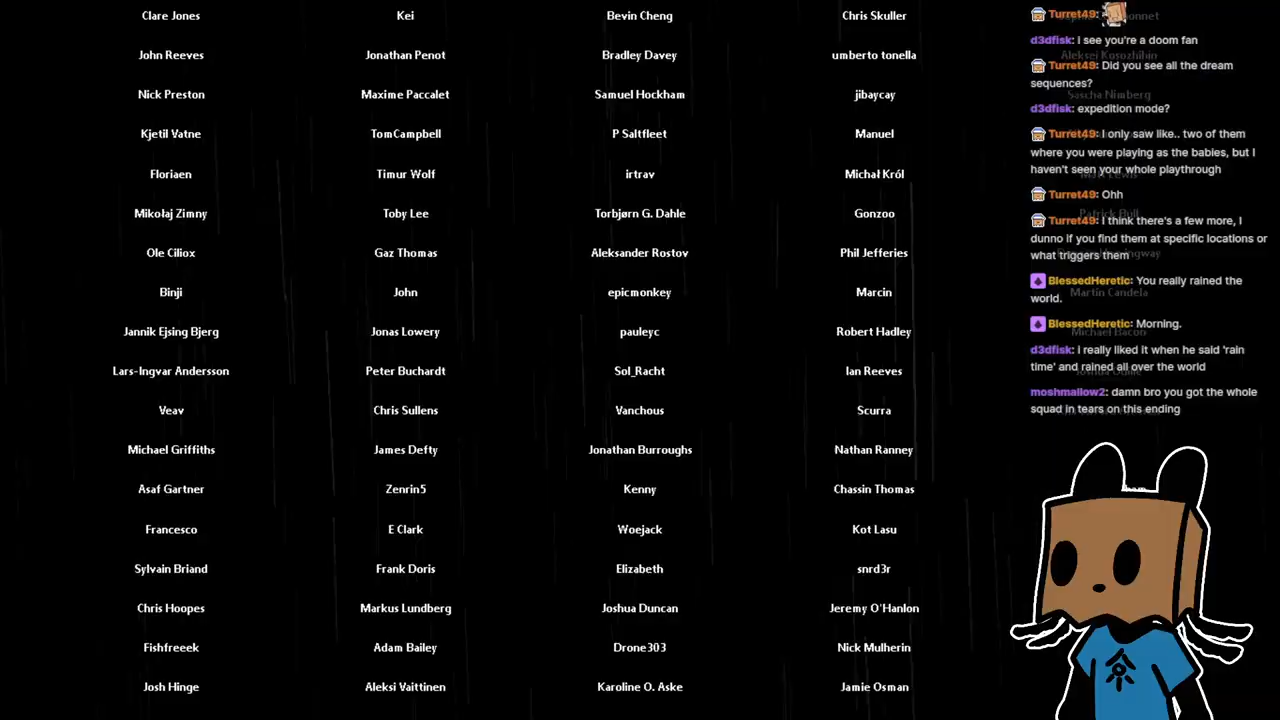 Clare Jones Kei Bevin Cheng Chris Skuller
John Reeves Jonathan Penot Bradley Davey umberto tonella
Nick Preston Maxime Paccalet Samuel Hockham jibaycay
Kjetil Vatne TomCampbell P Saltfleet Manuel
Floriaen Timur Wolf irtrav Michał Król
Mikołaj Zimny Toby Lee Torbjørn G. Dahle Gonzoo
Ole Ciliox Gaz Thomas Aleksander Rostov Phil Jefferies
Binji John epicmonkey Marcin
Jannik Ejsing Bjerg Jonas Lowery pauleyc Robert Hadley
Lars-Ingvar Andersson Peter Buchardt Sol_Racht Ian Reeves
Veav Chris Sullens Vanchous Scurra
Michael Griffiths James Defty Jonathan Burroughs Nathan Ranney
Asaf Gartner Zenrin5 Kenny Chassin Thomas
Francesco E Clark Woejack Kot Lasu
Sylvain Briand Frank Doris Elizabeth snrd3r
Chris Hoopes Markus Lundberg Joshua Duncan Jeremy O'Hanlon
Fishfreeek Adam Bailey Drone303 Nick Mulherin
Josh Hinge Aleksi Vaittinen Karoline O. Aske Jamie Osman
Turret49:
d3dfisk: I see you're a doom fan
Aleksei Kosozhihin
Turret49: Did you see all the dream
sequences?
Sascha Nimberg
d3dfisk: expedition mode?
Turret49: I only saw like.. two of them
where you were playing as the babies, but I
haven't seen your whole playthrough
Turret49: Ohh
Patrick Bull
Turret49: I think there's a few more, I
dunno if you find them at specific locations or
what triggers them
BlessedHeretic: You really rained the
world.
Martin Candela
BlessedHeretic: Morning.
Michael Bacon
d3dfisk: i really liked it when he said 'rain
time' and rained all over the world
moshmallow2: damn bro you got the whole
squad in tears on this ending